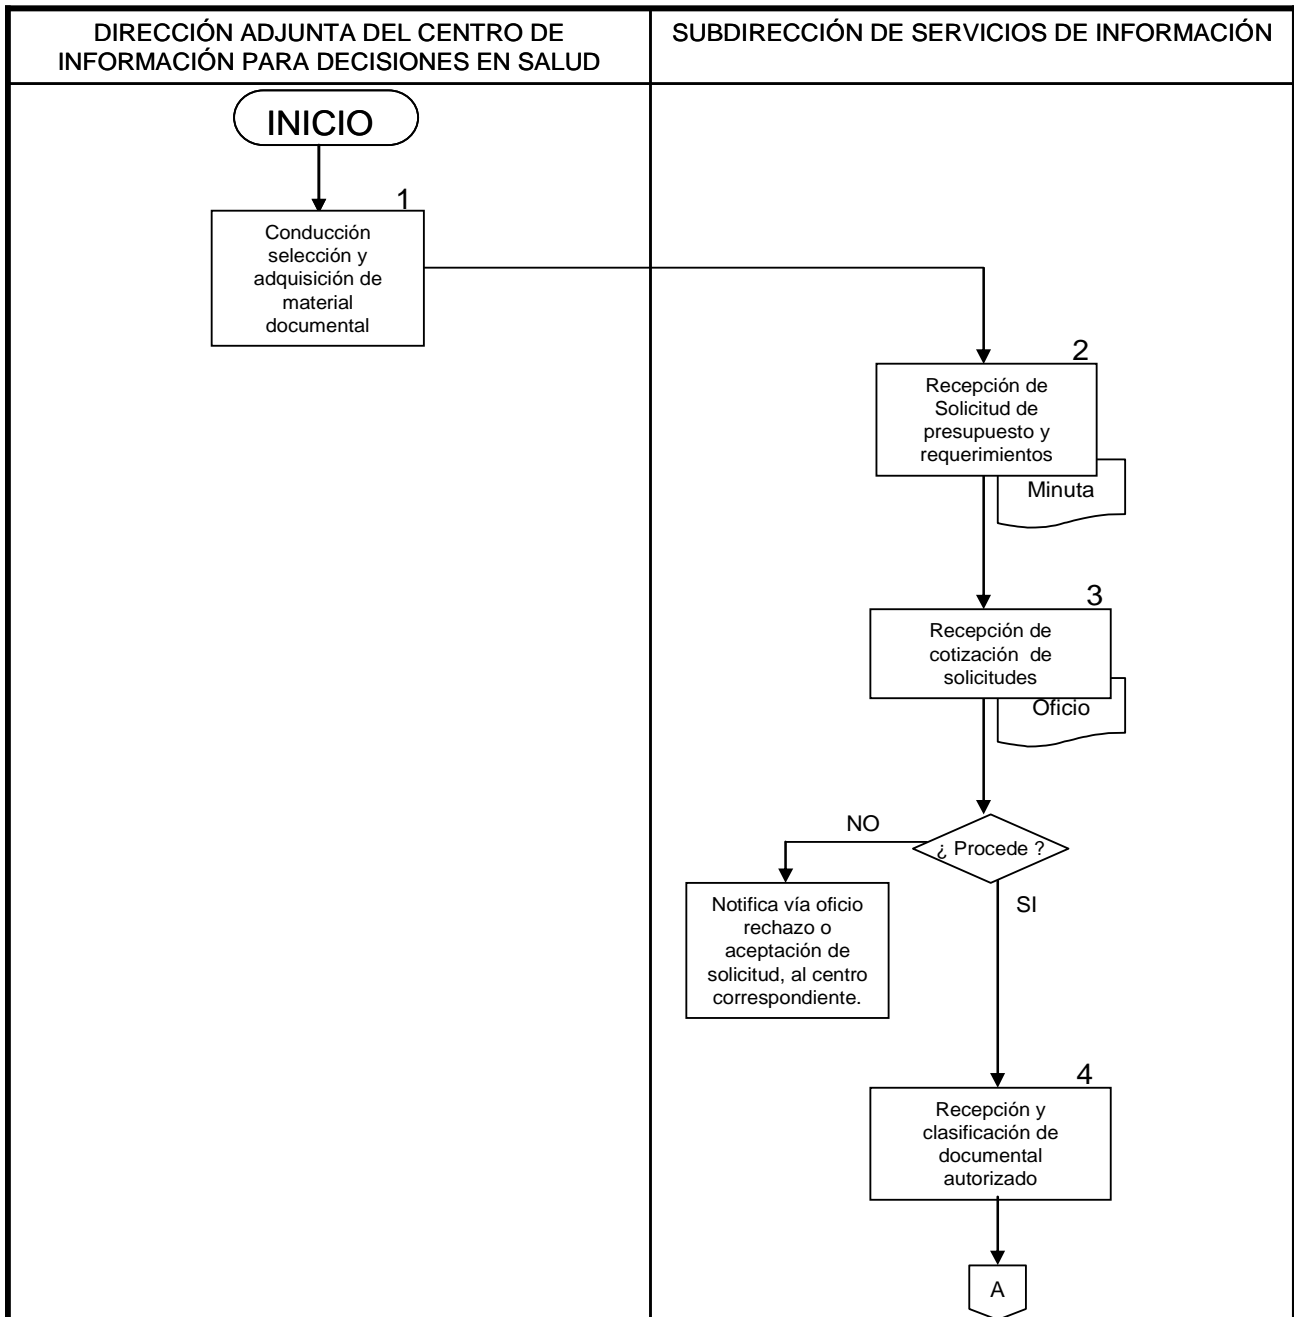 DIRECCIÓN ADJUNTA DEL CENTRO DE
INFORMACIÓN PARA DECISIONES EN SALUD
SUBDIRECCIÓN DE SERVICIOS DE INFORMACIÓN
INICIO
1
Conducción
selección y
adquisición de
material
documental
2
Recepción de
Solicitud de
presupuesto y
requerimientos
Minuta
3
Recepción de
cotización de
solicitudes
Oficio
¿ Procede ?
NO
Notifica vía oficio
rechazo o
aceptación de
solicitud, al centro
correspondiente.
SI
4
Recepción y
clasificación de
documental
autorizado
A